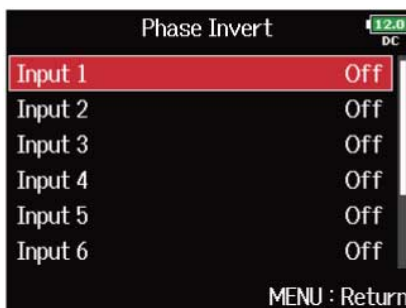 Phase Invert 12.0
DC
Input 1 Off
Input 2 Off
Input 3 Off
Input 4 Off
Input 5 Off
Input 6 Off
MENU : Return